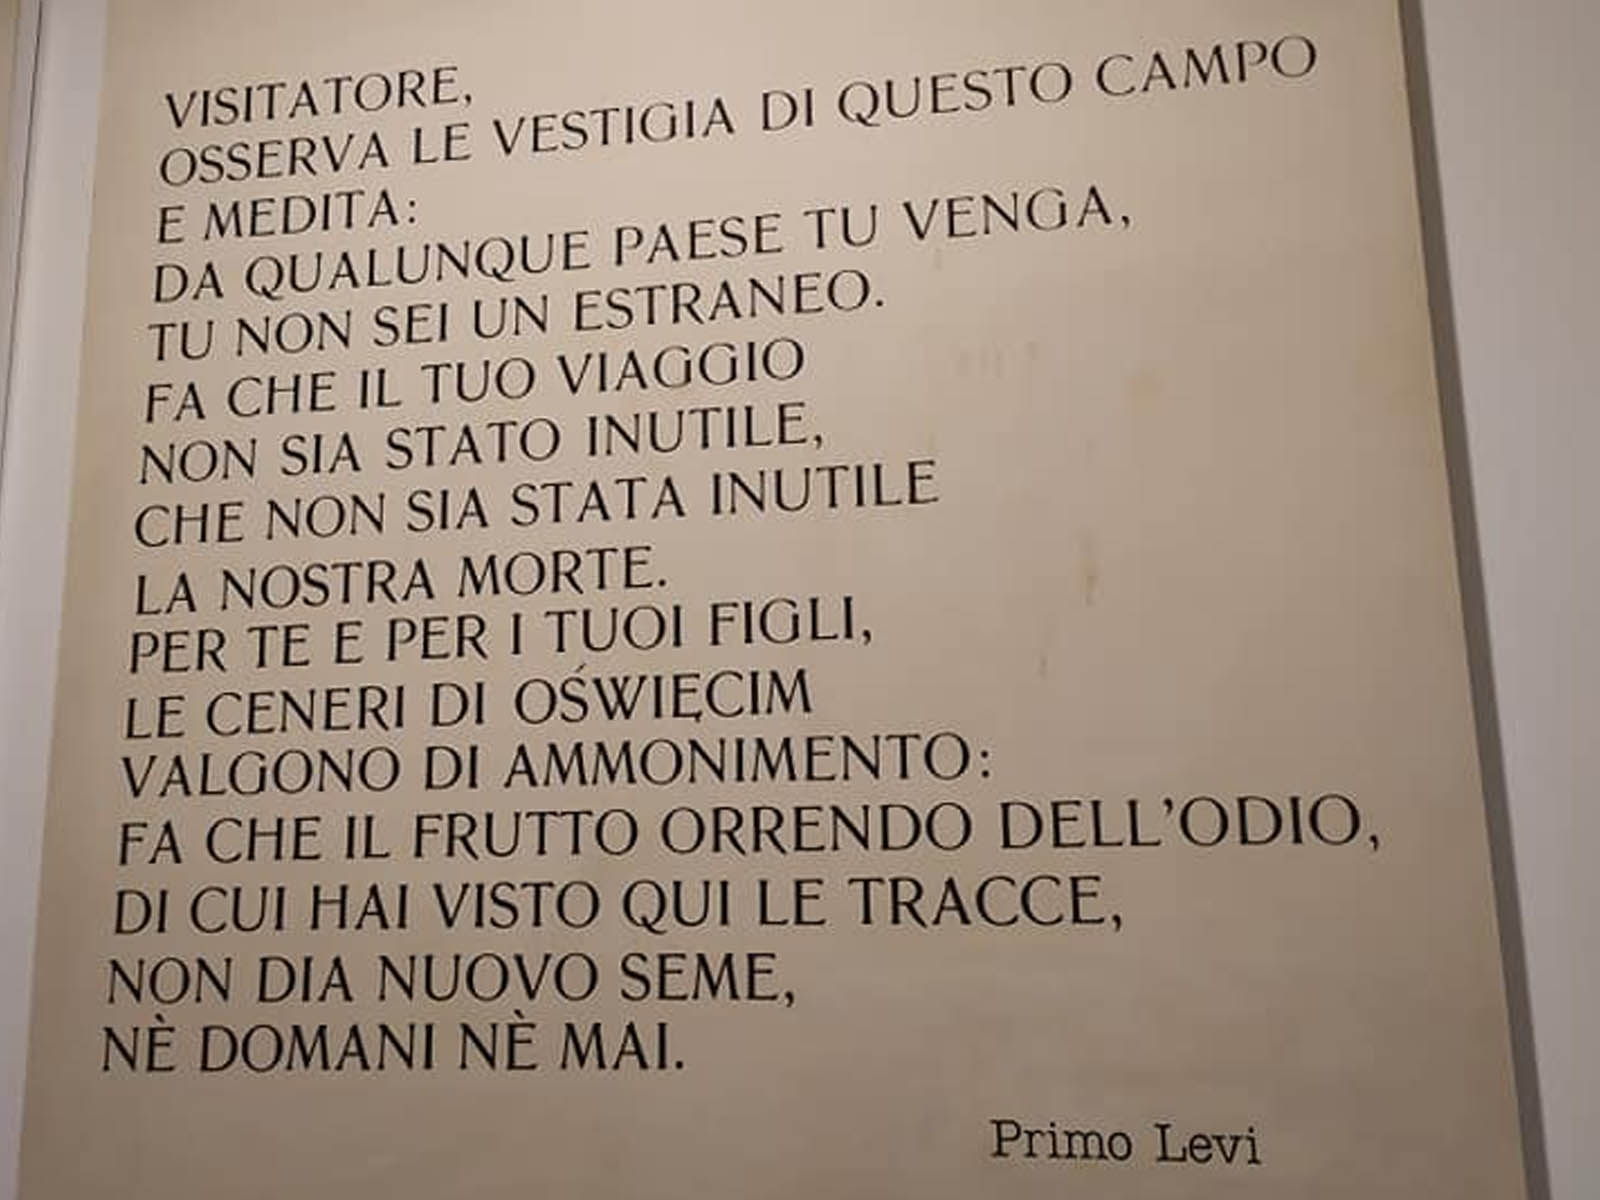 VISITATORE,
OSSERVA LE VESTIGIA DI QUESTO CAMPO
E MEDITA:
DA QUALUNQUE PAESE TU VENGA,
TU NON SEI UN ESTRANEO.
FA CHE IL TUO VIAGGIO
NON SIA STATO INUTILE,
CHE NON SIA STATA INUTILE
LA NOSTRA MORTE.
PER TE E PER I TUOI FIGLI,
LE CENERI DI OŚWIĘCIM
VALGONO DI AMMONIMENTO:
FA CHE IL FRUTTO ORRENDO DELL'ODIO,
DI CUI HAI VISTO QUI LE TRACCE,
NON DIA NUOVO SEME,
NÈ DOMANI NÈ MAI.
Primo Levi